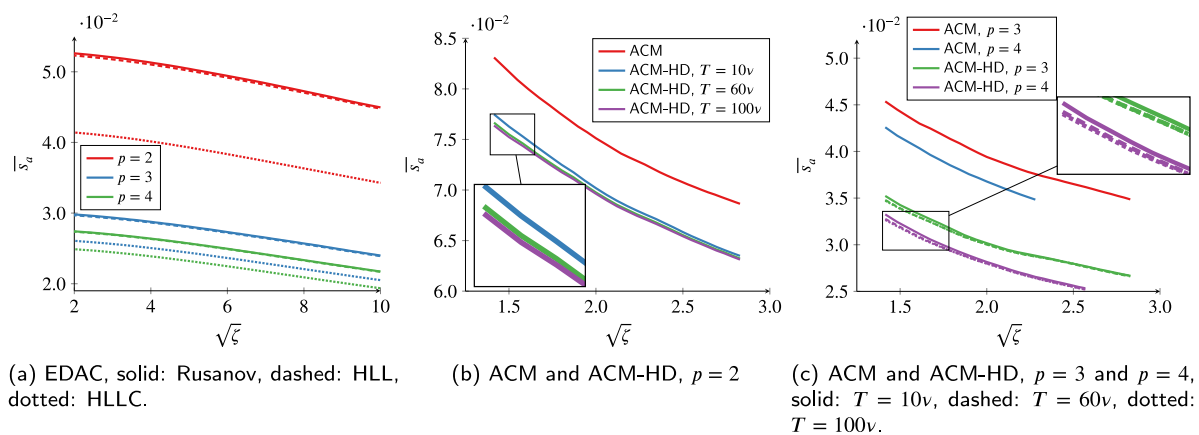 ·10⁻²
5.0
4.0
3.0
2.0
s̅ₐ
p = 2
p = 3
p = 4
2
4
6
8
10
√ζ
(a) EDAC, solid: Rusanov, dashed: HLL,
dotted: HLLC.
·10⁻²
8.5
8.0
7.5
7.0
6.5
6.0
s̅ₐ
ACM
ACM-HD, T = 10ν
ACM-HD, T = 60ν
ACM-HD, T = 100ν
1.5
2.0
2.5
3.0
√ζ
(b) ACM and ACM-HD, p = 2
·10⁻²
5.0
4.5
4.0
3.5
3.0
2.5
s̅ₐ
ACM, p = 3
ACM, p = 4
ACM-HD, p = 3
ACM-HD, p = 4
1.5
2.0
2.5
3.0
√ζ
(c) ACM and ACM-HD, p = 3 and p = 4,
solid: T = 10ν, dashed: T = 60ν, dotted:
T = 100ν.